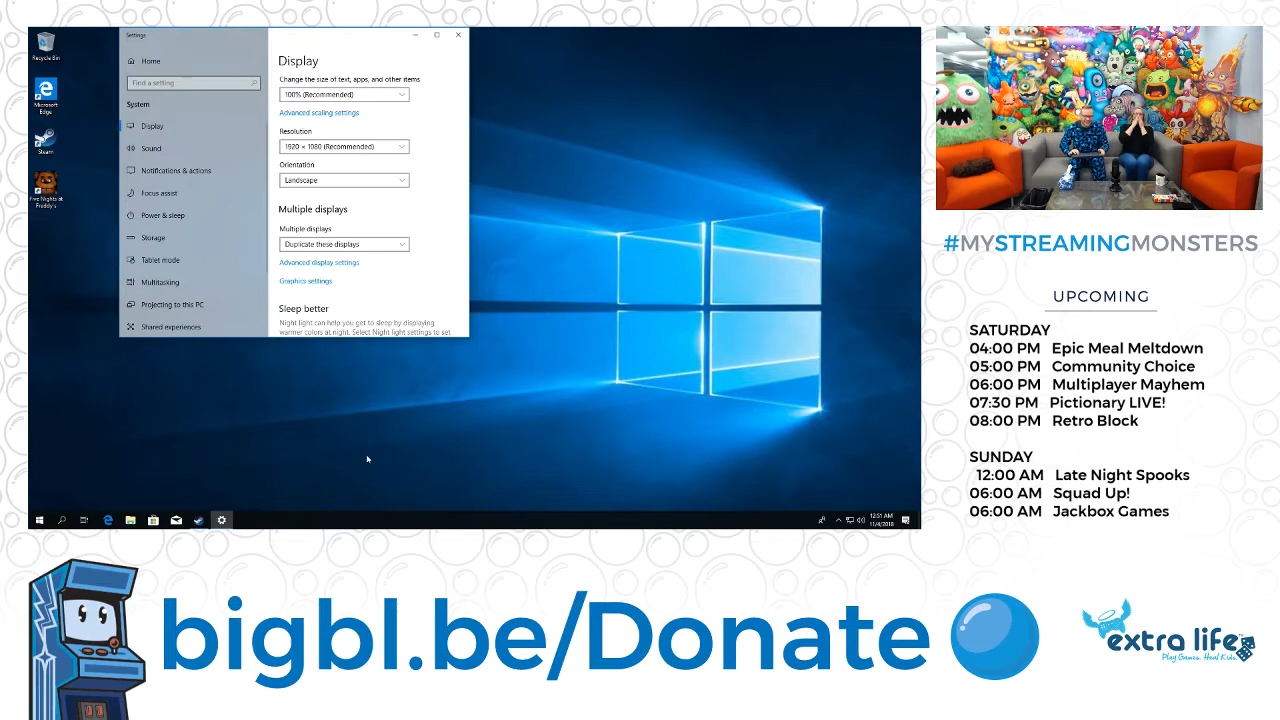 Settings
Recycle Bin
Microsoft
Edge
Steam
Five Nights at
Freddy's
Home
Find a setting
System
Display
Sound
Notifications & actions
Focus assist
Power & sleep
Storage
Tablet mode
Multitasking
Projecting to this PC
Shared experiences
Display
Change the size of text, apps, and other items
100% (Recommended)
Advanced scaling settings
Resolution
1920 × 1080 (Recommended)
Orientation
Landscape
Multiple displays
Multiple displays
Duplicate these displays
Advanced display settings
Graphics settings
Sleep better
Night light can help you get to sleep by displaying
warmer colors at night. Select Night light settings to set
12:51 AM
11/4/2018
#MYSTREAMINGMONSTERS
UPCOMING
SATURDAY
04:00 PM Epic Meal Meltdown
05:00 PM Community Choice
06:00 PM Multiplayer Mayhem
07:30 PM Pictionary LIVE!
08:00 PM Retro Block
SUNDAY
12:00 AM Late Night Spooks
06:00 AM Squad Up!
06:00 AM Jackbox Games
bigbl.be/Donate
extra life
Play Games. Heal Kids.